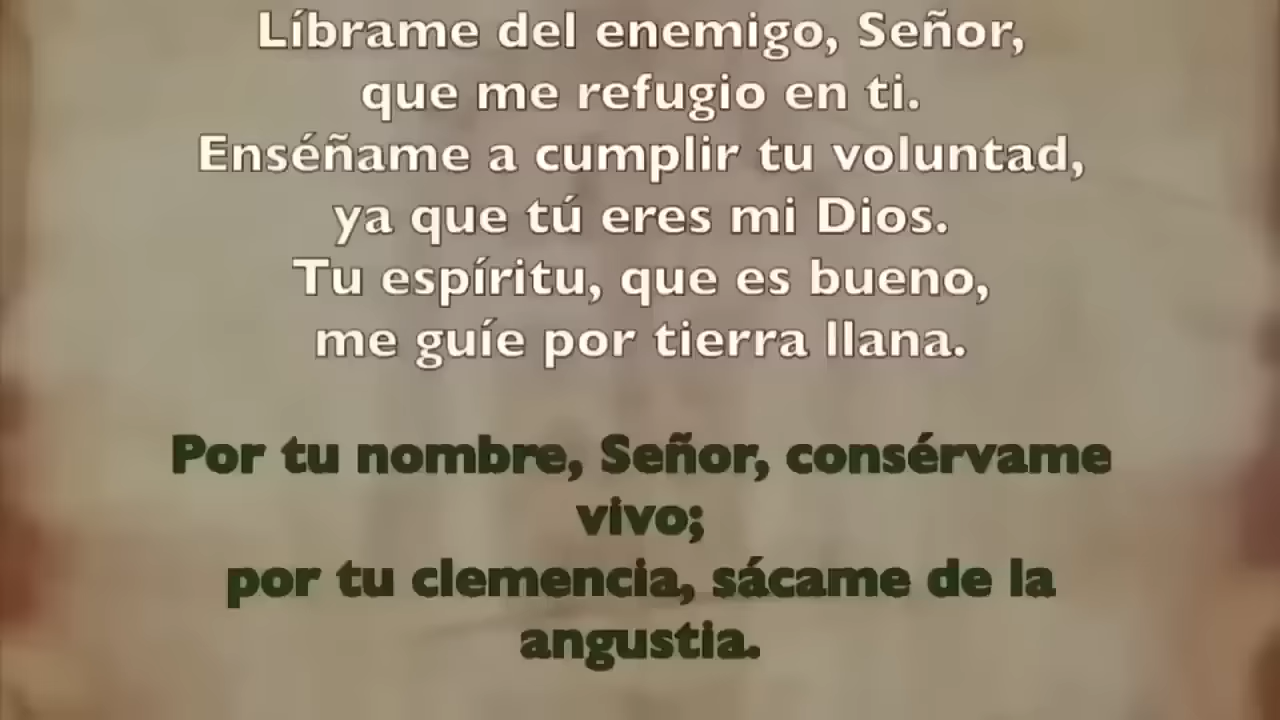 Líbrame del enemigo, Señor,
que me refugio en ti.
Enséñame a cumplir tu voluntad,
ya que tú eres mi Dios.
Tu espíritu, que es bueno,
me guíe por tierra llana.
Por tu nombre, Señor, consérvame
vivo;
por tu clemencia, sácame de la
angustia.